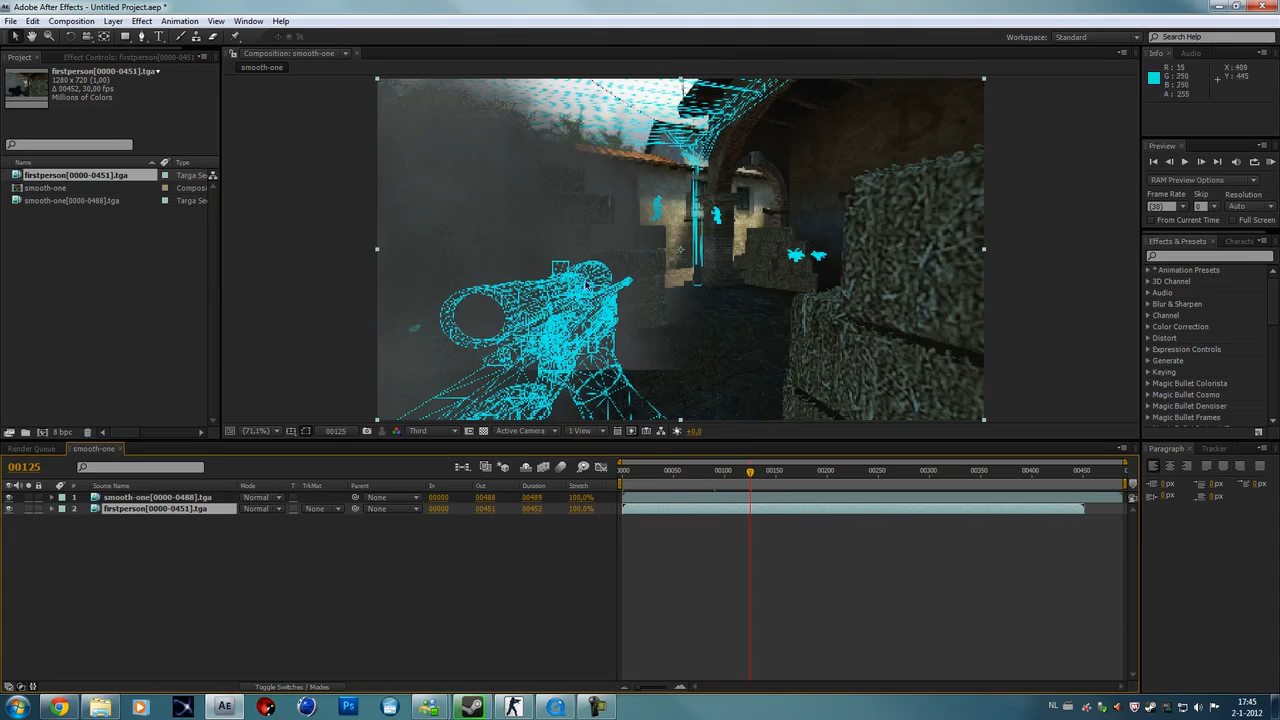 Adobe After Effects - Untitled Project.aep *
File Edit Composition Layer Effect Animation View Window Help
Workspace: Standard
Search Help
Project
Effect Controls: firstperson[0000-0451]
Composition: smooth-one
Info Audio
firstperson[0000-0451].tga
1280 x 720 (1,00)
Δ 00452, 30,00 fps
Millions of Colors
smooth-one
G : 250
B : 250
A : 255
X : 409
Y : 445
Preview
Name Type
firstperson[0000-0451].tga Targa Se
smooth-one Composi
smooth-one[0000-0488].tga Targa Se
RAM Preview Options
Frame Rate Skip Resolution
(30) 0 Auto
From Current Time Full Screen
Effects & Presets Characte
* Animation Presets
3D Channel
Audio
Blur & Sharpen
Channel
Color Correction
Distort
Expression Controls
Generate
Keying
Magic Bullet Colorista
Magic Bullet Cosmo
Magic Bullet Denoiser
Magic Bullet Frames
8 bpc
(71,1%) 00125 Third Active Camera 1 View +0,0
Render Queue smooth-one
Paragraph Tracker
00125
0000 00050 00100 00150 00200 00250 00300 00350 00400 00450
# Source Name Mode T TrkMat Parent In Out Duration Stretch
1 smooth-one[0000-0488].tga Normal None 00000 00488 00489 100,0%
2 firstperson[0000-0451].tga Normal None None 00000 00451 00452 100,0%
0 px 0 px 0 px
0 px 0 px
Toggle Switches / Modes
AE Ps
NL
17:45
2-1-2012